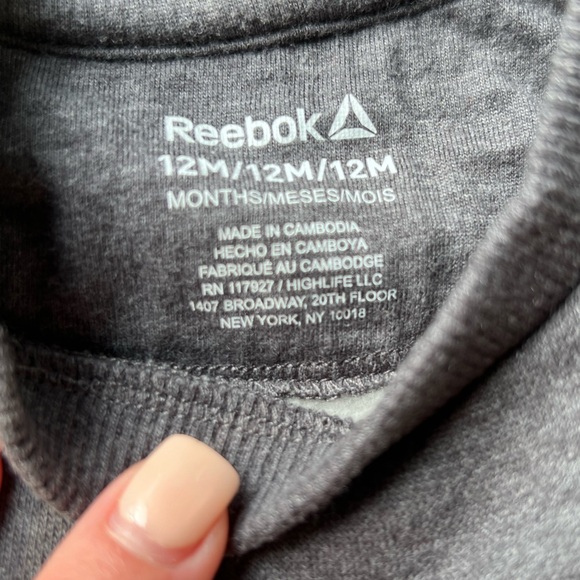 Reebok
12M/12M/12M
MONTHS/MESES/MOIS
MADE IN CAMBODIA
HECHO EN CAMBOYA
FABRIQUÉ AU CAMBODGE
RN 117927 / HIGHLIFE LLC
1407 BROADWAY, 20TH FLOOR
NEW YORK, NY 10018